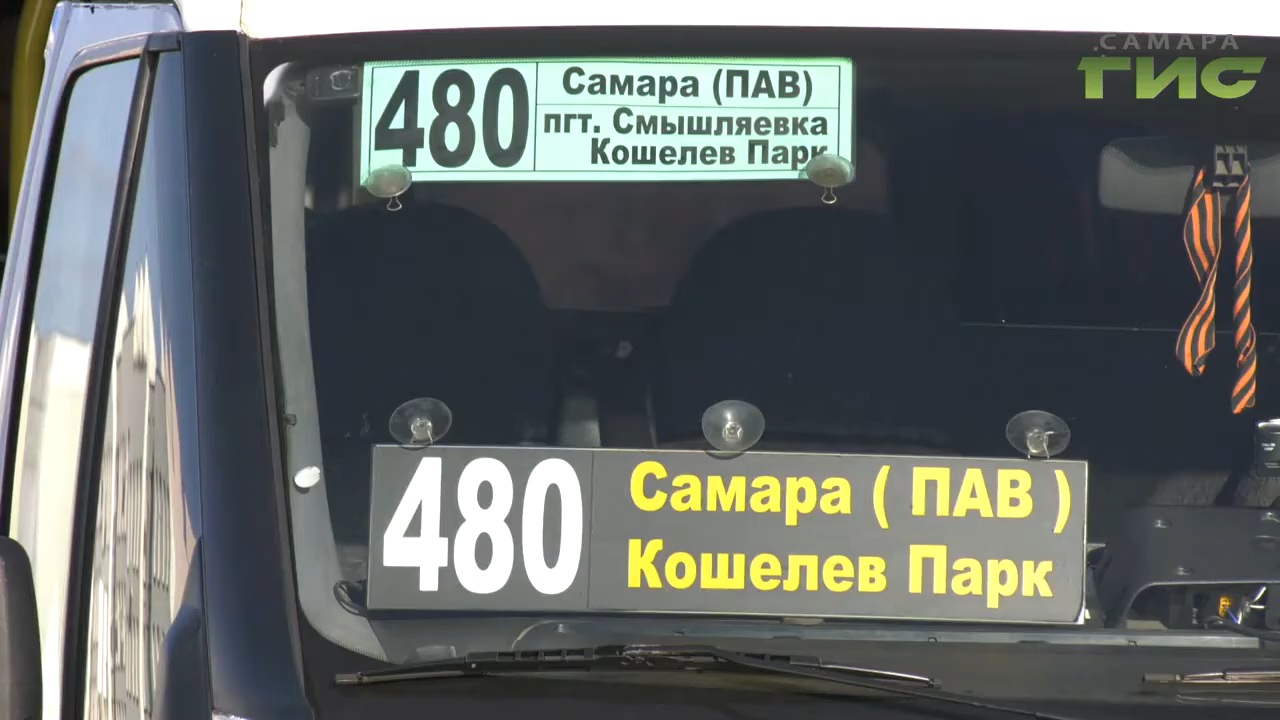 САМАРА
ГИС
480
Самара (ПАВ)
пгт. Смышляевка
Кошелев Парк
480
Самара ( ПАВ )
Кошелев Парк